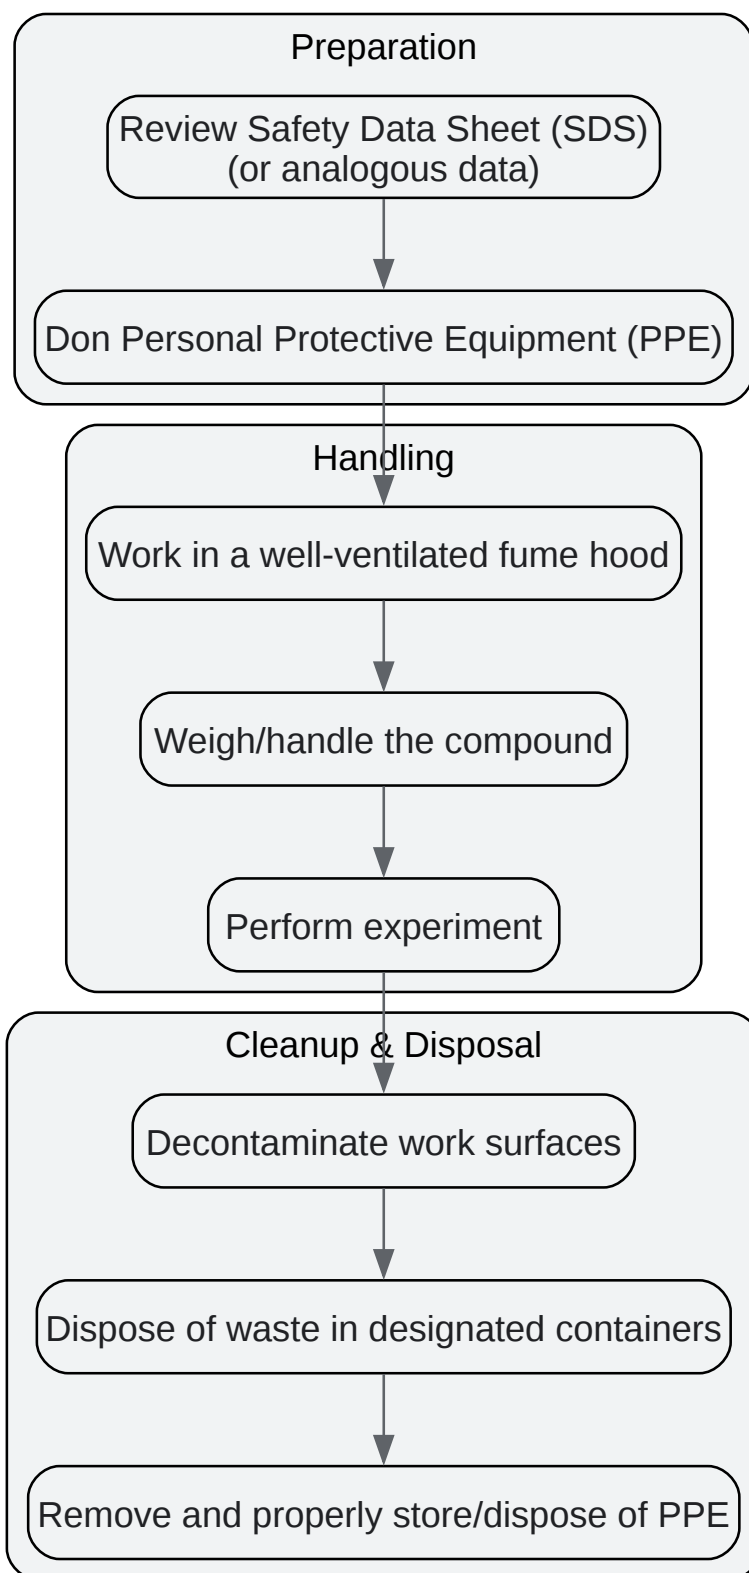 Preparation
Review Safety Data Sheet (SDS)
(or analogous data)
Don Personal Protective Equipment (PPE)
Handling
Work in a well-ventilated fume hood
Weigh/handle the compound
Perform experiment
Cleanup & Disposal
Decontaminate work surfaces
Dispose of waste in designated containers
Remove and properly store/dispose of PPE